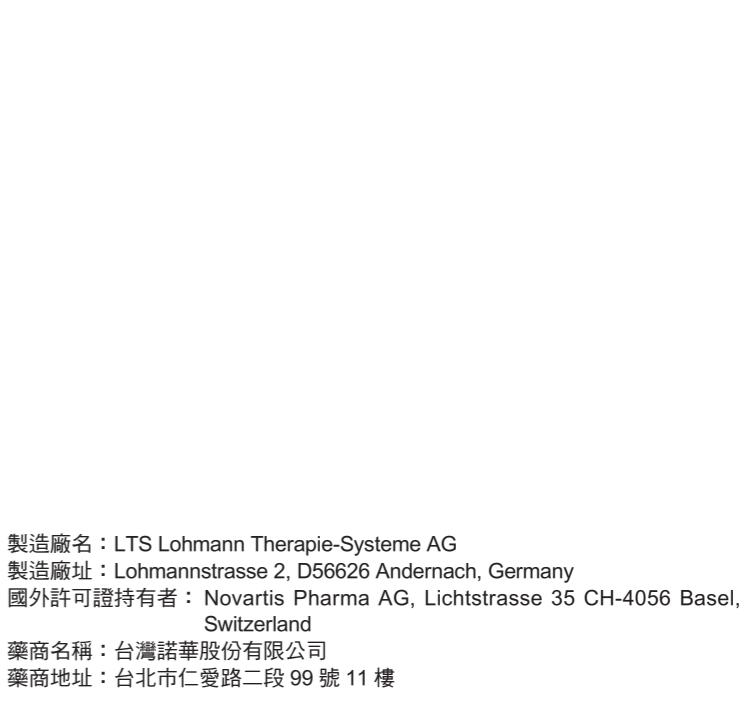 製造廠名：LTS Lohmann Therapie-Systeme AG
製造廠址：Lohmannstrasse 2, D56626 Andernach, Germany
國外許可證持有者： Novartis Pharma AG, Lichtstrasse 35 CH-4056 Basel,
Switzerland
藥商名稱：台灣諾華股份有限公司
藥商地址：台北市仁愛路二段 99 號 11 樓